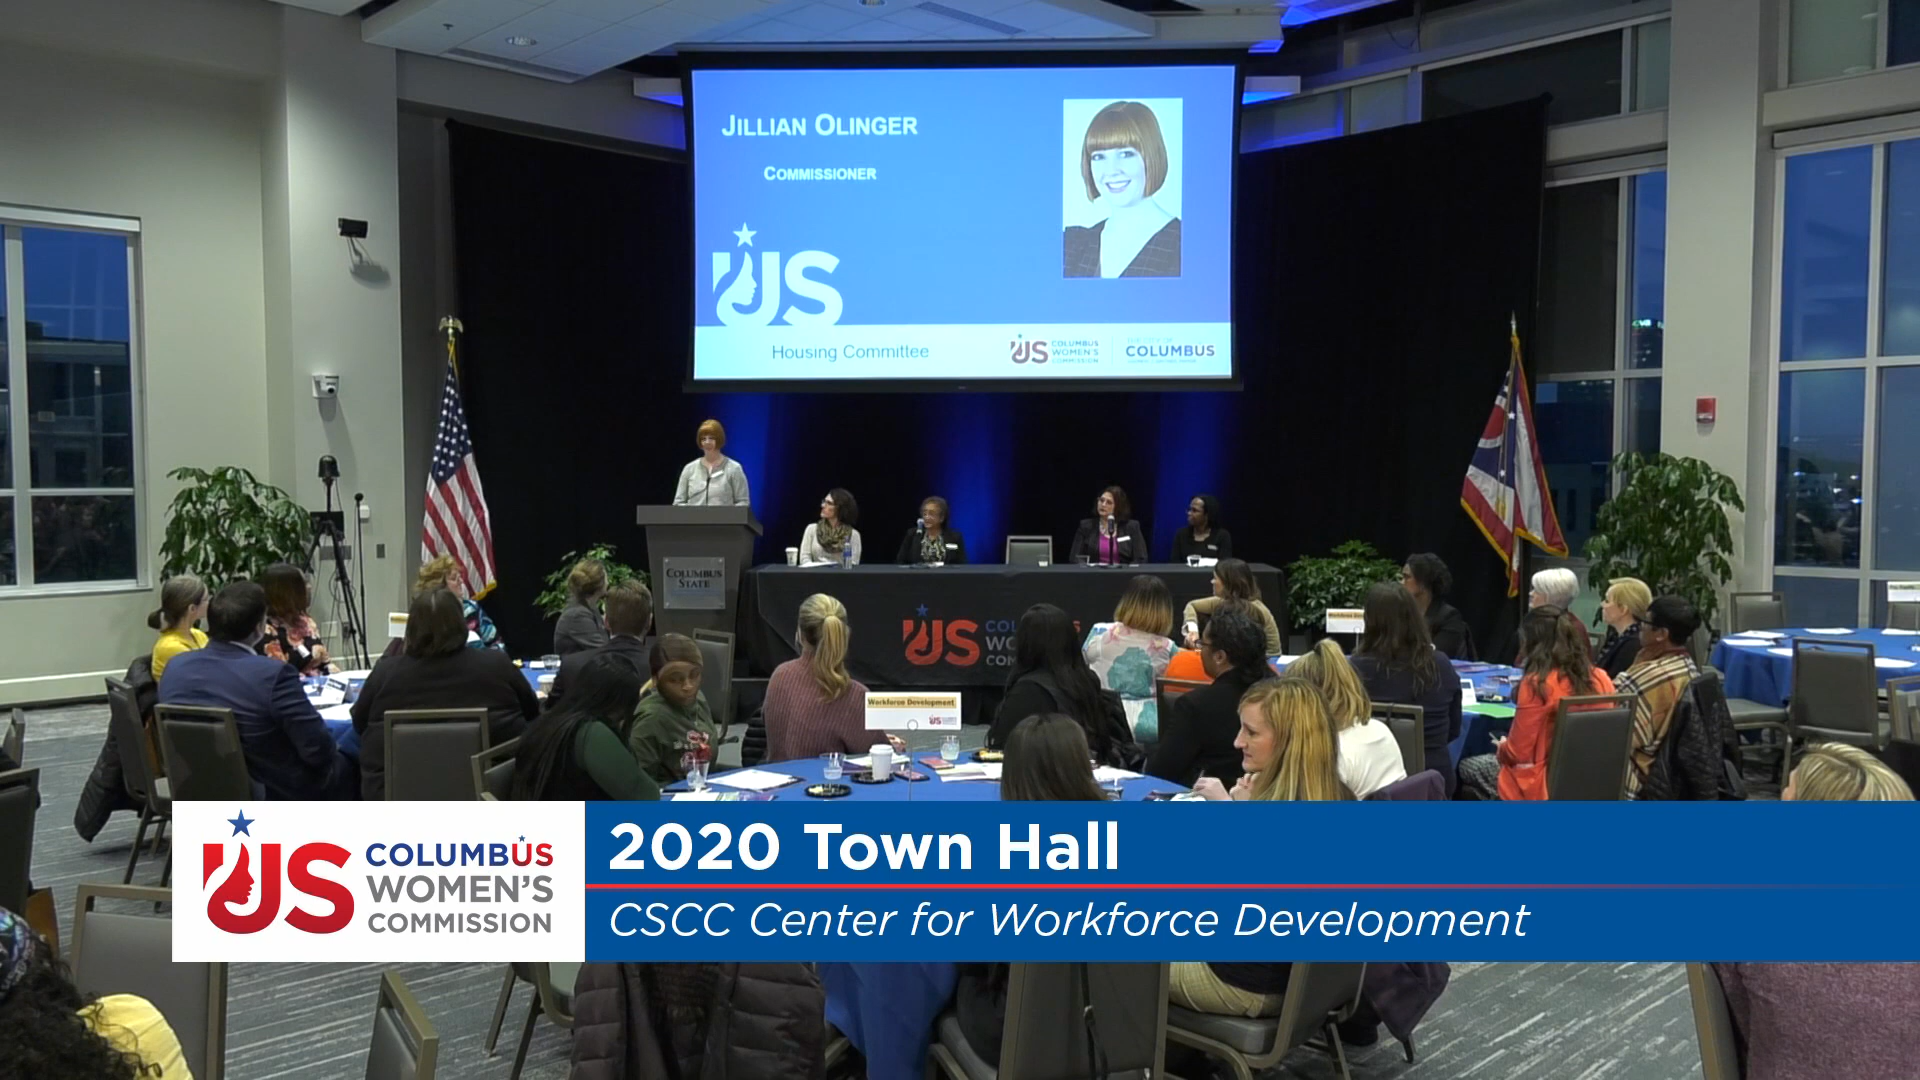 JILLIAN OLINGER
COMMISSIONER
US
Housing Committee
US
COLUMBUS
WOMEN'S
COMMISSION
COLUMBUS
COLUMBUS
STATE
US
Workforce Development
US
US
COLUMBUS
WOMEN'S
COMMISSION
2020 Town Hall
CSCC Center for Workforce Development